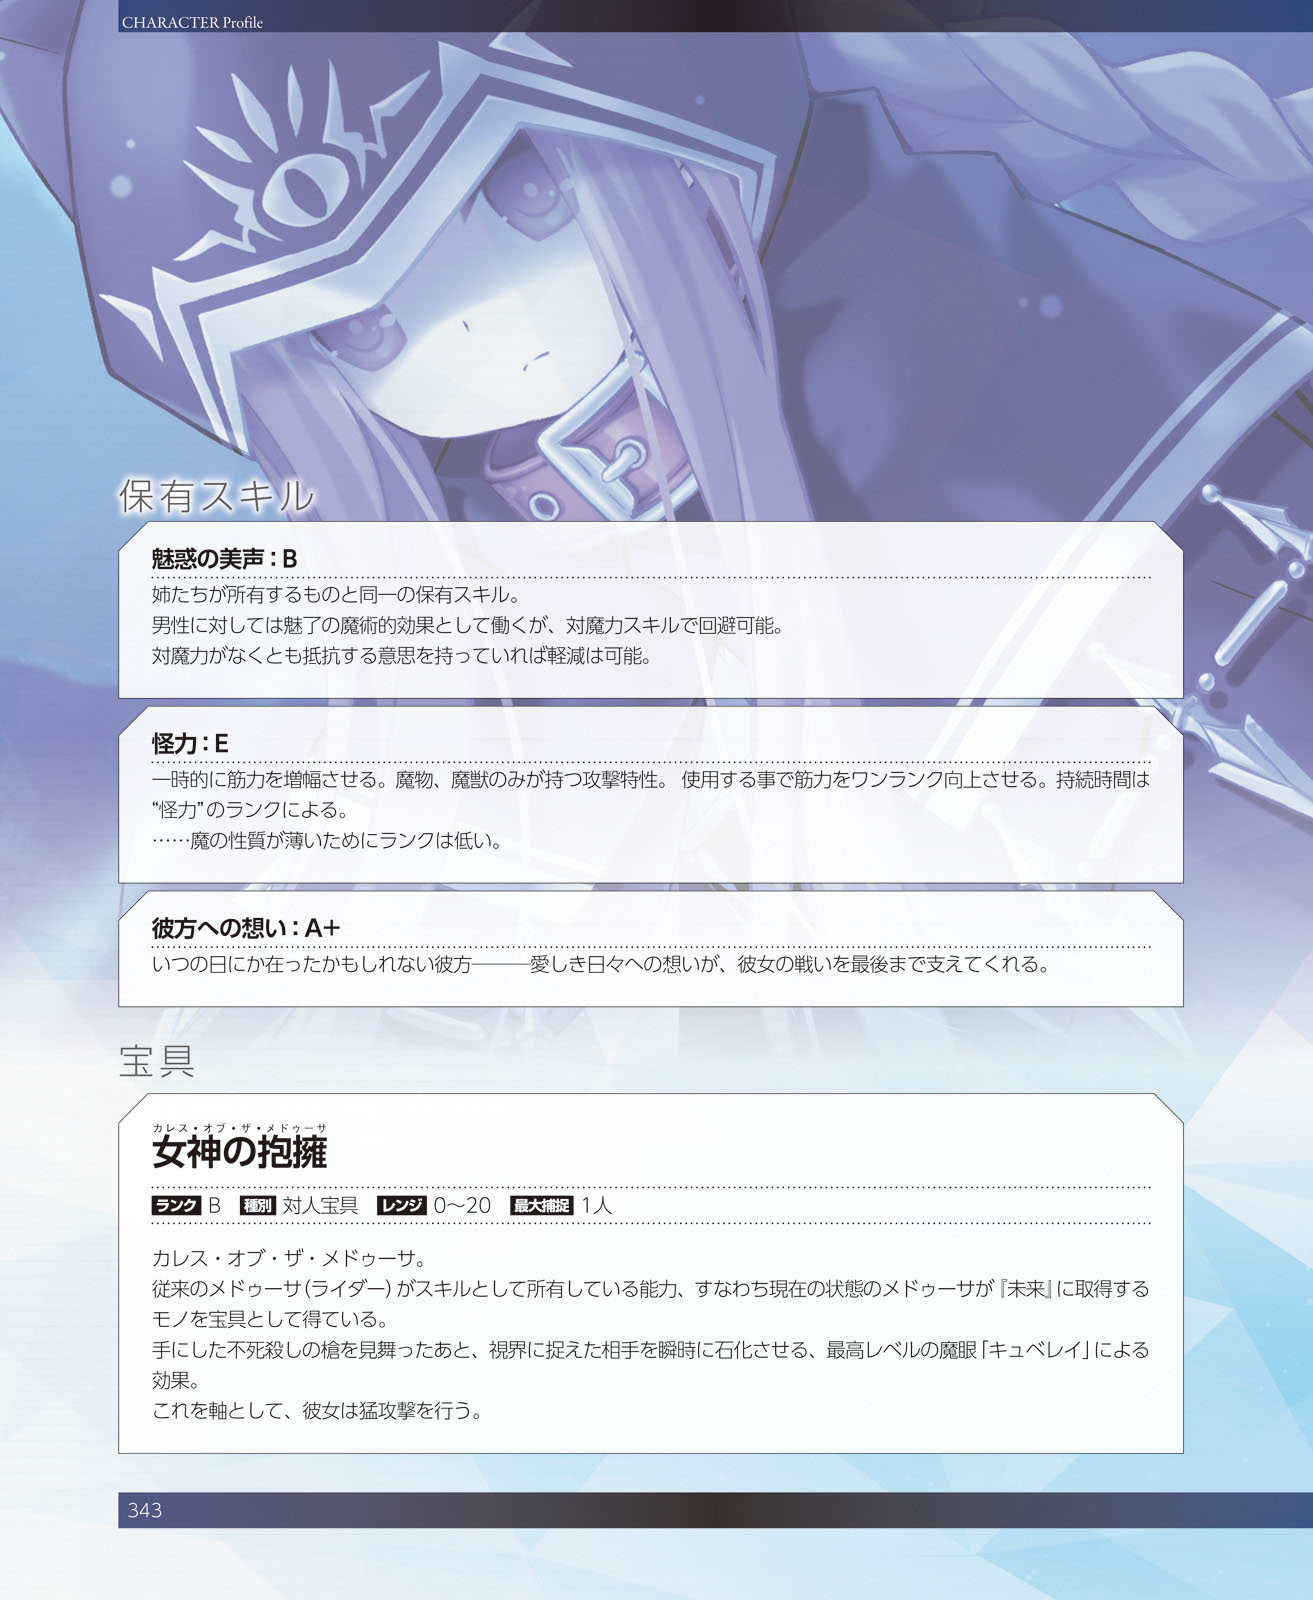 CHARACTER Profile
保有スキル
魅惑の美声：B
姉たちが所有するものと同一の保有スキル。
男性に対しては魅了の魔術的効果として働くが、対魔力スキルで回避可能。
対魔力がなくとも抵抗する意思を持っていれば軽減は可能。
怪力：E
一時的に筋力を増幅させる。魔物、魔獣のみが持つ攻撃特性。 使用する事で筋力をワンランク向上させる。持続時間は
“怪力”のランクによる。
……魔の性質が薄いためにランクは低い。
彼方への想い：A＋
いつの日にか在ったかもしれない彼方―――愛しき日々への想いが、彼女の戦いを最後まで支えてくれる。
宝具
カレス・オブ・ザ・メドゥーサ
女神の抱擁
ランク B 種別 対人宝具 レンジ 0～20 最大捕捉 1人
カレス・オブ・ザ・メドゥーサ。
従来のメドゥーサ（ライダー）がスキルとして所有している能力、すなわち現在の状態のメドゥーサが『未来』に取得する
モノを宝具として得ている。
手にした不死殺しの槍を見舞ったあと、視界に捉えた相手を瞬時に石化させる、最高レベルの魔眼「キュベレイ」による
効果。
これを軸として、彼女は猛攻撃を行う。
343